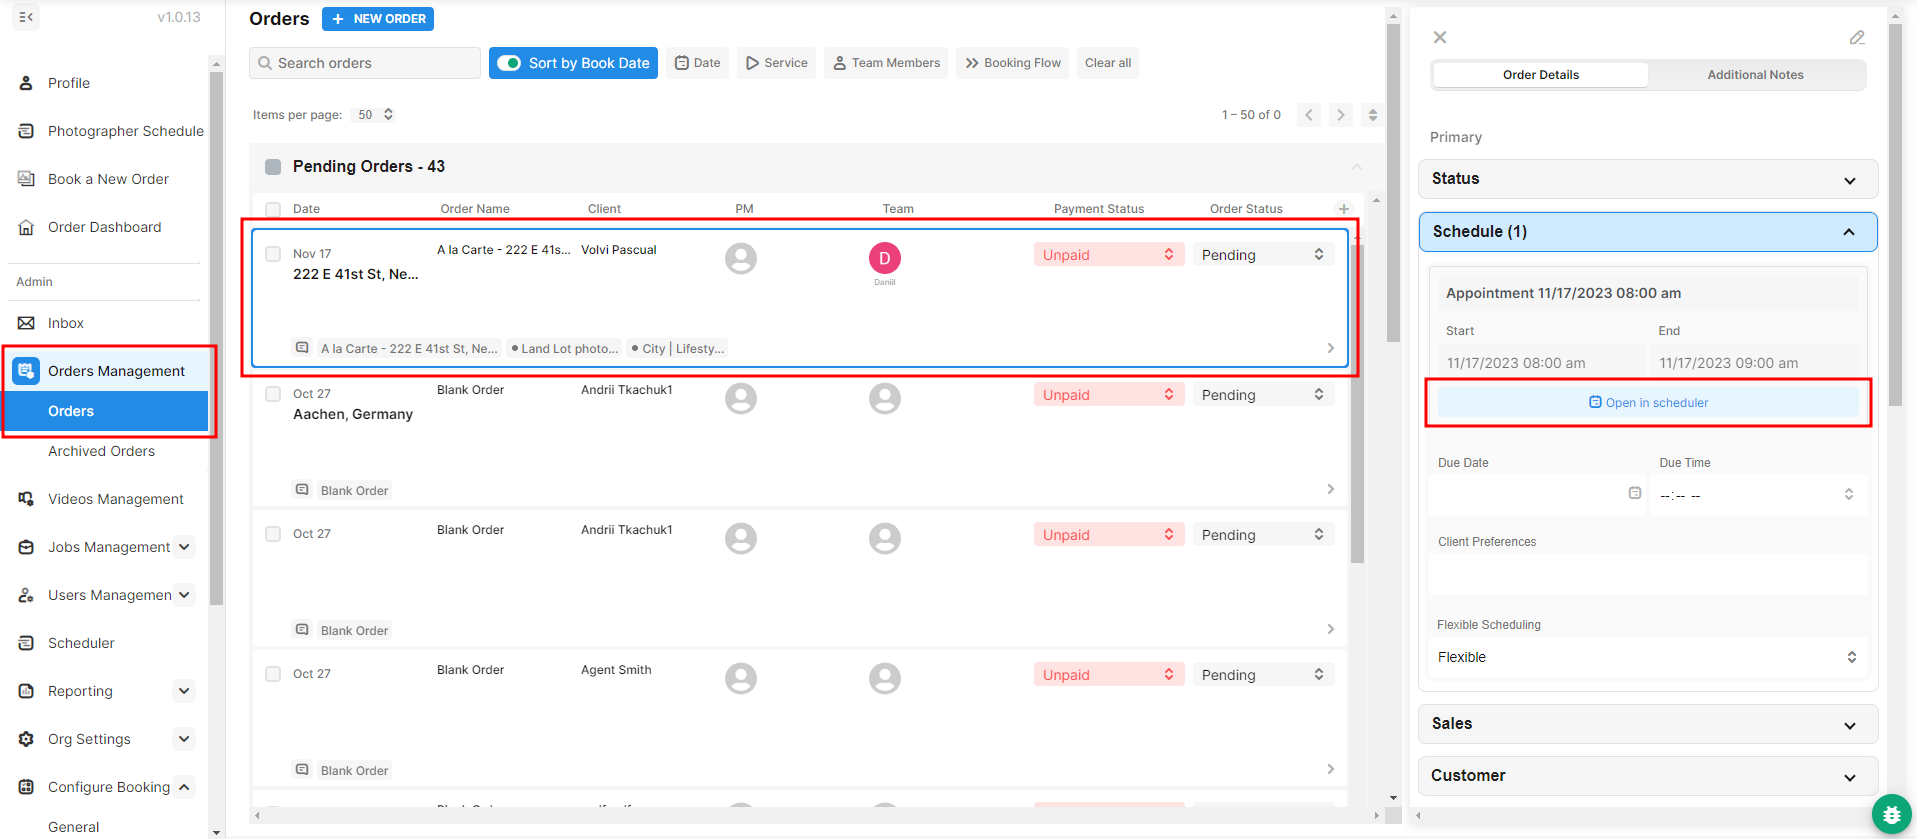 v1.0.13
Profile
Photographer Schedule
Book a New Order
Order Dashboard
Admin
Inbox
Orders Management
Orders
Archived Orders
Videos Management
Jobs Management
Users Managemen
Scheduler
Reporting
Org Settings
Configure Booking
General
Orders
+ NEW ORDER
Search orders
Sort by Book Date
Date
Service
Team Members
Booking Flow
Clear all
Items per page: 50
1 – 50 of 0
Pending Orders - 43
Date Order Name Client PM Team Payment Status Order Status +
Nov 17 A la Carte - 222 E 41s... Volvi Pascual D Unpaid Pending
222 E 41st St, Ne... Daniil
A la Carte - 222 E 41st St, Ne... • Land Lot photo... • City | Lifesty...
Oct 27 Blank Order Andrii Tkachuk1 Unpaid Pending
Aachen, Germany
Blank Order
Oct 27 Blank Order Andrii Tkachuk1 Unpaid Pending
Blank Order
Oct 27 Blank Order Agent Smith Unpaid Pending
Blank Order
Order Details Additional Notes
Primary
Status
Schedule (1)
Appointment 11/17/2023 08:00 am
Start End
11/17/2023 08:00 am 11/17/2023 09:00 am
Open in scheduler
Due Date Due Time
--:-- --
Client Preferences
Flexible Scheduling
Flexible
Sales
Customer